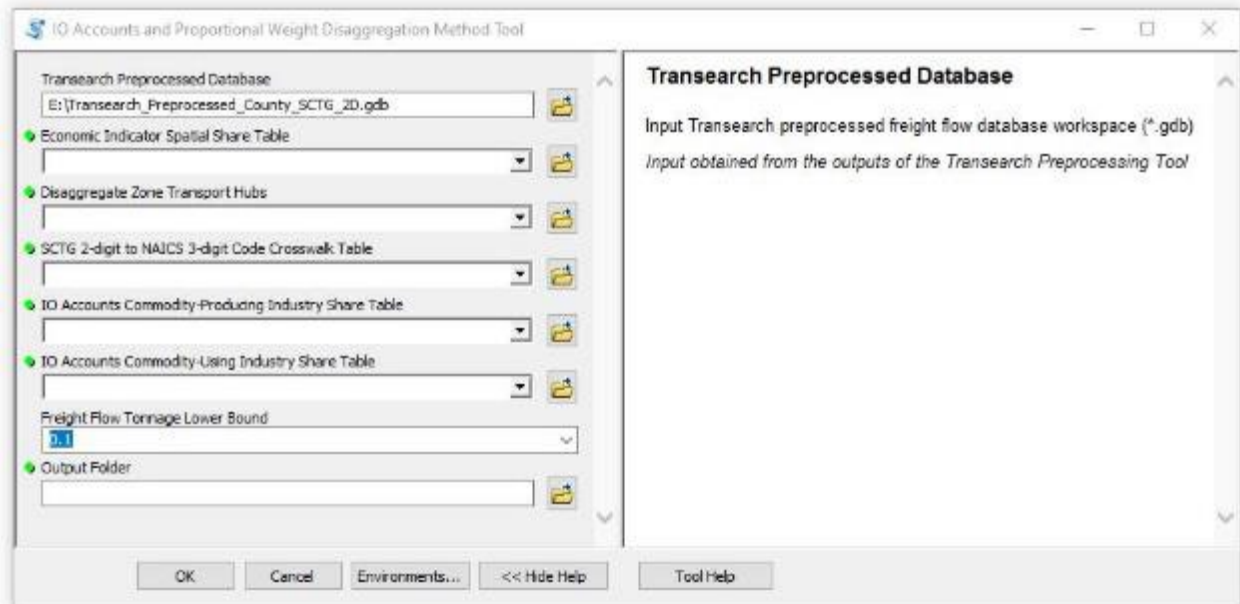 IO Accounts and Proportional Weight Disaggregation Method Tool
Transearch Preprocessed Database
E:\Transearch_Preprocessed_County_SCTG_2D.gdb
Economic Indicator Spatial Share Table
Disaggregate Zone Transport Hubs
SCTG 2-digit to NAICS 3-digit Code Crosswalk Table
IO Accounts Commodity-Producing Industry Share Table
IO Accounts Commodity-Using Industry Share Table
Freight Flow Tonnage Lower Bound
0.1
Output Folder
Transearch Preprocessed Database
Input Transearch preprocessed freight flow database workspace (*.gdb)
Input obtained from the outputs of the Transearch Preprocessing Tool
OK
Cancel
Environments...
<< Hide Help
Tool Help